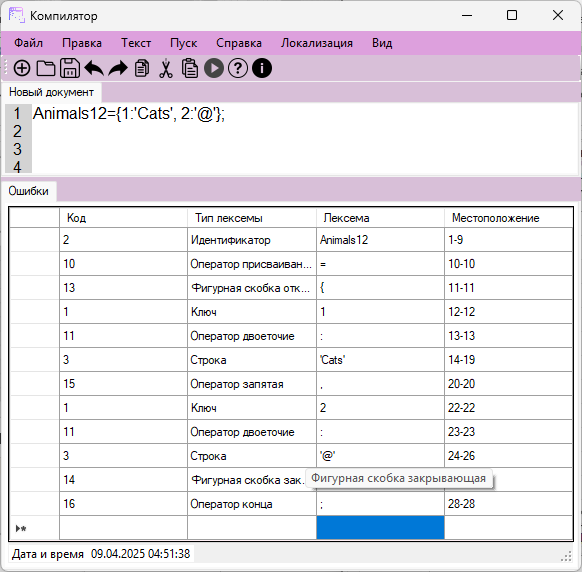 Компилятор
Файл Правка Текст Пуск Справка Локализация Вид
Новый документ
1 Animals12={1:'Cats', 2:'@'};
2
3
4
Ошибки
Код Тип лексемы Лексема Местоположение
2 Идентификатор Animals12 1-9
10 Оператор присваиван... = 10-10
13 Фигурная скобка отк... { 11-11
1 Ключ 1 12-12
11 Оператор двоеточие : 13-13
3 Строка 'Cats' 14-19
15 Оператор запятая , 20-20
1 Ключ 2 22-22
11 Оператор двоеточие : 23-23
3 Строка '@' 24-26
14 Фигурная скобка зак... Фигурная скобка закрывающая
16 Оператор конца ; 28-28
Дата и время 09.04.2025 04:51:38